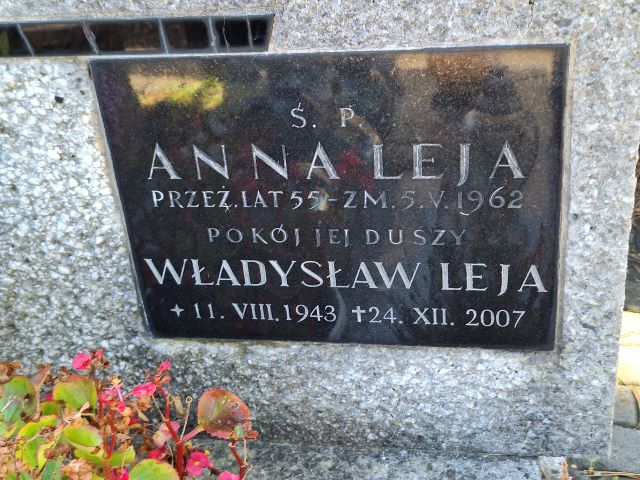 Ś. P.
ANNA LEJA
PRZEŻ. LAT 55 - ZM. 5. V. 1962
POKÓJ JEJ DUSZY
WŁADYSŁAW LEJA
✦ 11. VIII. 1943 ✝ 24. XII. 2007